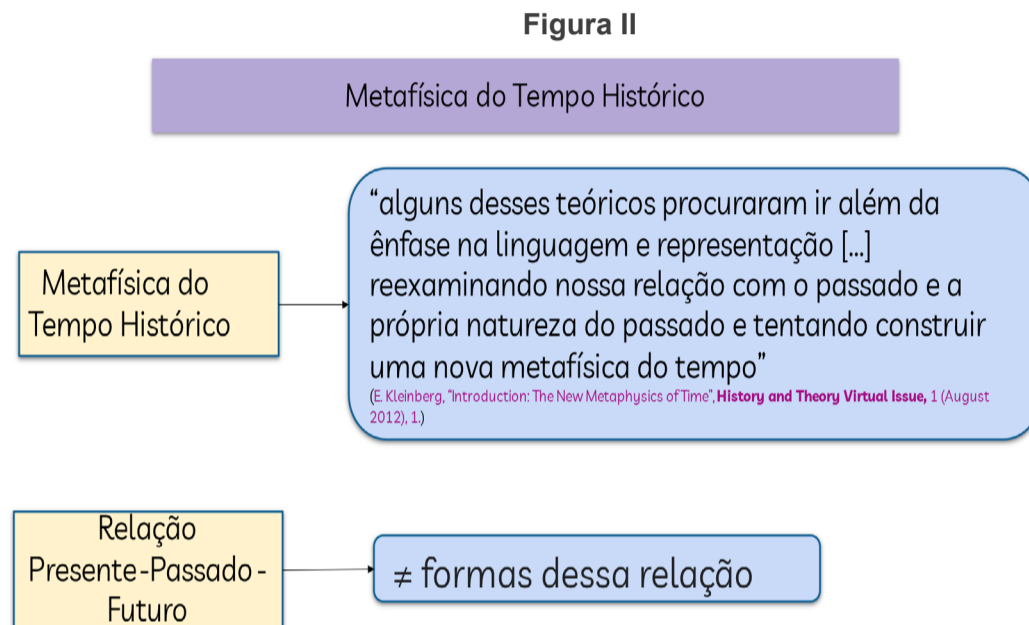 Figura II
Metafísica do Tempo Histórico
Metafísica do
Tempo Histórico
“alguns desses teóricos procuraram ir além da
ênfase na linguagem e representação [...]
reexaminando nossa relação com o passado e a
própria natureza do passado e tentando construir
uma nova metafísica do tempo”
(E. Kleinberg, “Introduction: The New Metaphysics of Time”, History and Theory Virtual Issue, 1 (August
2012), 1.)
Relação
Presente-Passado-
Futuro
≠ formas dessa relação